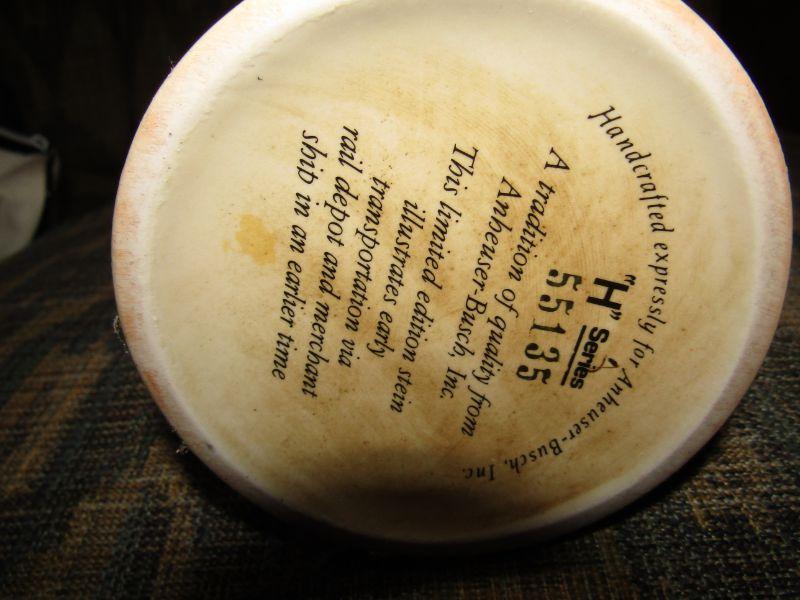 Handcrafted expressly for Anheuser-Busch, Inc.
"H" Series
55135
A tradition of quality from
Anheuser-Busch, Inc.
This limited edition stein
illustrates early
transportation via
rail depot and merchant
ship in an earlier time